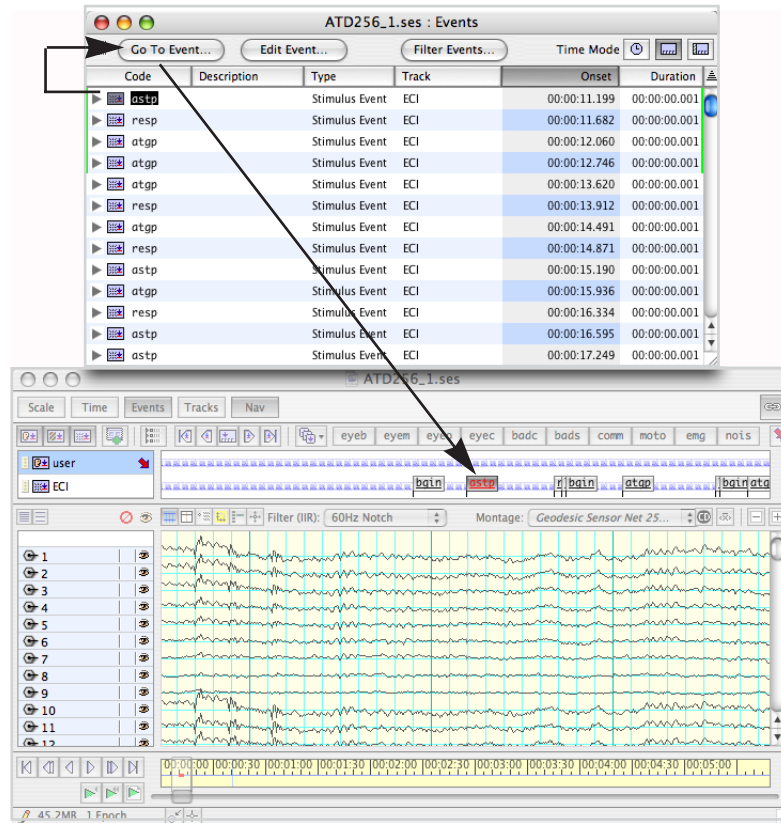 ATD256_1.ses : Events
Go To Event... Edit Event... Filter Events... Time Mode
Code Description Type Track Onset Duration
astp Stimulus Event ECI 00:00:11.199 00:00:00.001
resp Stimulus Event ECI 00:00:11.682 00:00:00.001
atgp Stimulus Event ECI 00:00:12.060 00:00:00.001
atgp Stimulus Event ECI 00:00:12.746 00:00:00.001
atgp Stimulus Event ECI 00:00:13.620 00:00:00.001
resp Stimulus Event ECI 00:00:13.912 00:00:00.001
atgp Stimulus Event ECI 00:00:14.491 00:00:00.001
resp Stimulus Event ECI 00:00:14.871 00:00:00.001
astp Stimulus Event ECI 00:00:15.190 00:00:00.001
atgp Stimulus Event ECI 00:00:15.936 00:00:00.001
resp Stimulus Event ECI 00:00:16.334 00:00:00.001
astp Stimulus Event ECI 00:00:16.595 00:00:00.001
astp Stimulus Event ECI 00:00:17.249 00:00:00.001
ATD256_1.ses
Scale Time Events Tracks Nav
eyeb eyem eyeo eyec badc bads comm moto emg nois
user
ECI bgin astp r bgin atgp bgin atg
Filter (IIR): 60Hz Notch Montage: Geodesic Sensor Net 25...
1
2
3
4
5
6
7
8
9
10
11
12
00:00:00 00:00:30 00:01:00 00:01:30 00:02:00 00:02:30 00:03:00 00:03:30 00:04:00 00:04:30 00:05:00
45.2MB 1 Epoch